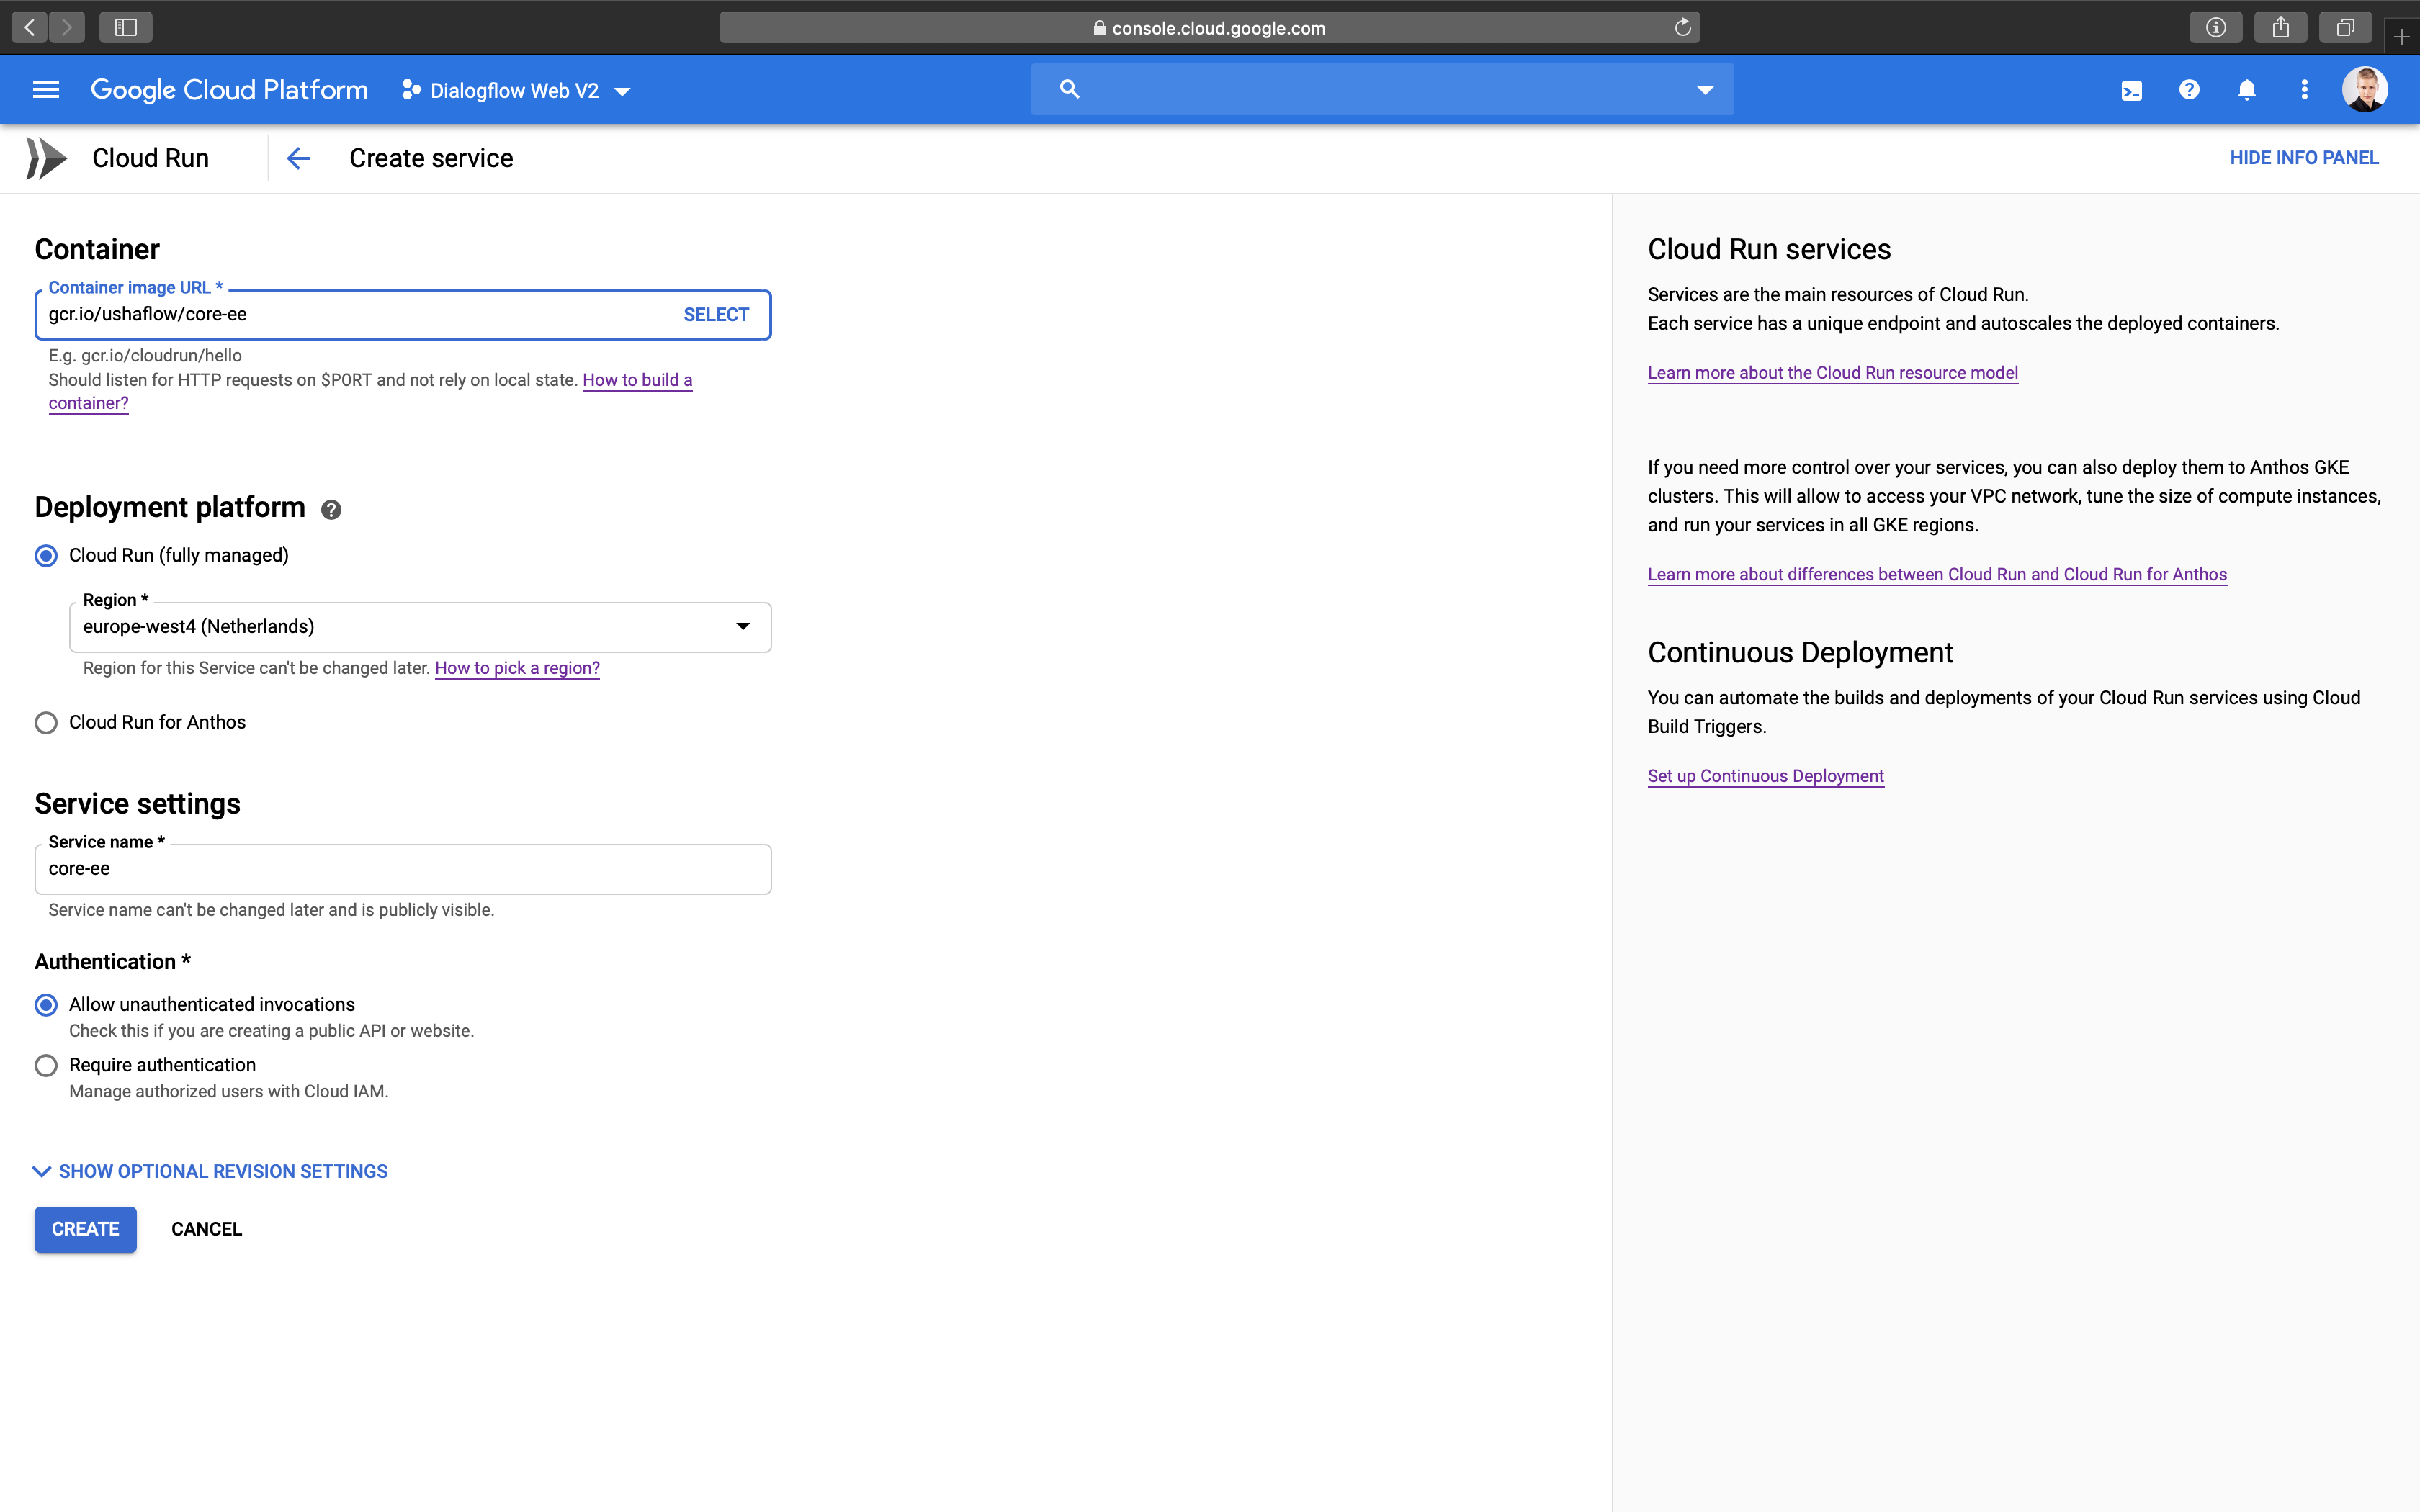 console.cloud.google.com
Google Cloud Platform
Dialogflow Web V2
Cloud Run
Create service
HIDE INFO PANEL
Container
Container image URL *
gcr.io/ushaflow/core-ee
SELECT
E.g. gcr.io/cloudrun/hello
Should listen for HTTP requests on $PORT and not rely on local state. How to build a
container?
Deployment platform
Cloud Run (fully managed)
Region *
europe-west4 (Netherlands)
Region for this Service can't be changed later. How to pick a region?
Cloud Run for Anthos
Service settings
Service name *
core-ee
Service name can't be changed later and is publicly visible.
Authentication *
Allow unauthenticated invocations
Check this if you are creating a public API or website.
Require authentication
Manage authorized users with Cloud IAM.
SHOW OPTIONAL REVISION SETTINGS
CREATE
CANCEL
Cloud Run services
Services are the main resources of Cloud Run.
Each service has a unique endpoint and autoscales the deployed containers.
Learn more about the Cloud Run resource model
If you need more control over your services, you can also deploy them to Anthos GKE
clusters. This will allow to access your VPC network, tune the size of compute instances,
and run your services in all GKE regions.
Learn more about differences between Cloud Run and Cloud Run for Anthos
Continuous Deployment
You can automate the builds and deployments of your Cloud Run services using Cloud
Build Triggers.
Set up Continuous Deployment